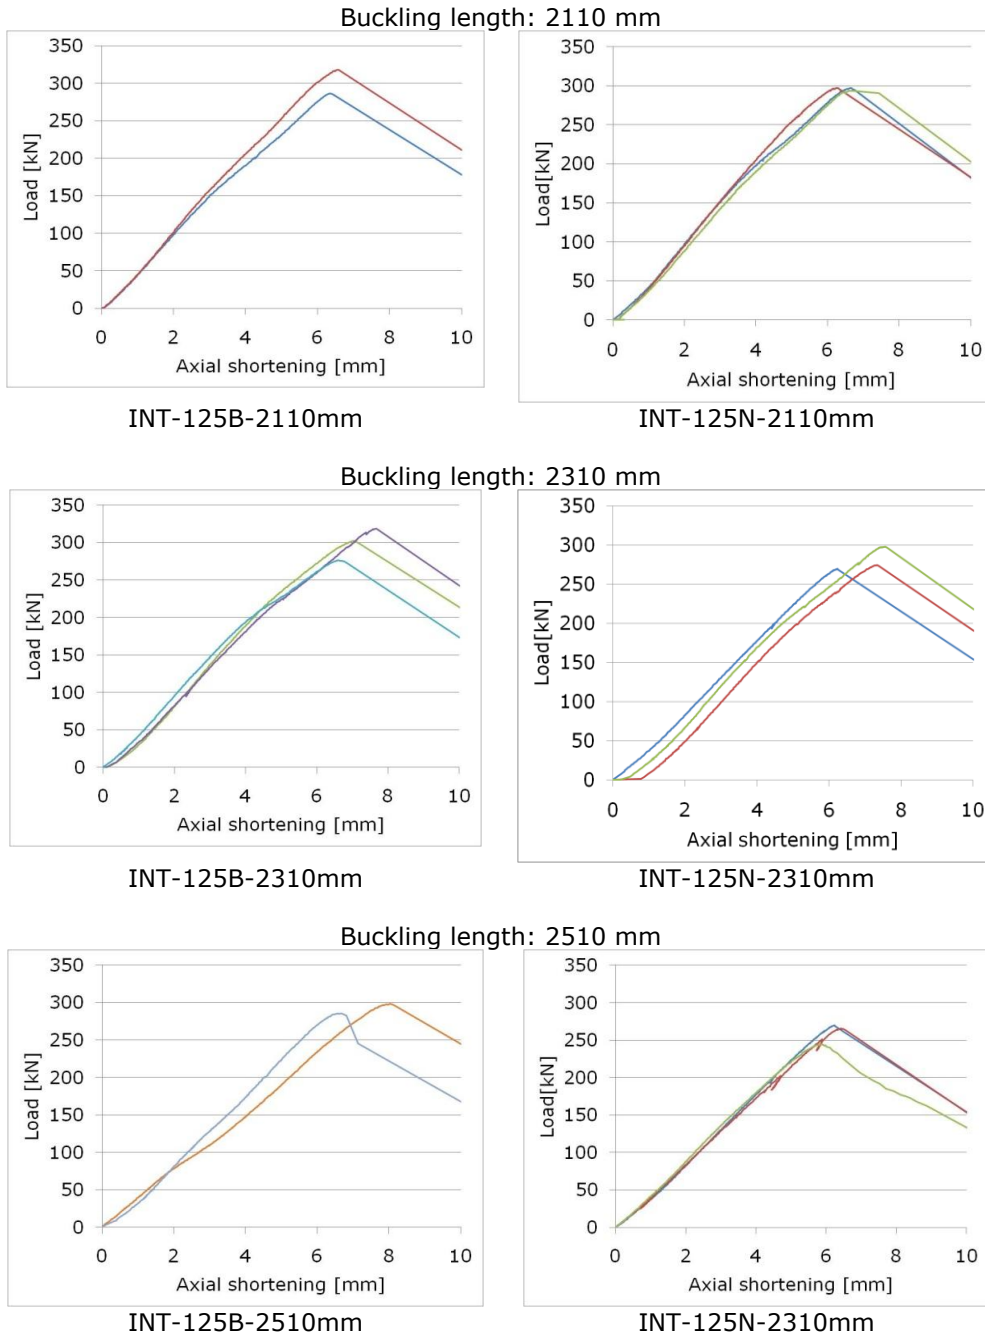 Buckling length: 2110 mm
350
300
250
200
150
100
50
0
Load [kN]
0 2 4 6 8 10
Axial shortening [mm]
350
300
250
200
150
100
50
0
Load[kN]
0 2 4 6 8 10
Axial shortening [mm]
INT-125B-2110mm INT-125N-2110mm
Buckling length: 2310 mm
350
300
250
200
150
100
50
0
Load [kN]
0 2 4 6 8 10
Axial shortening [mm]
350
300
250
200
150
100
50
0
Load[kN]
0 2 4 6 8 10
Axial shortening [mm]
INT-125B-2310mm INT-125N-2310mm
Buckling length: 2510 mm
350
300
250
200
150
100
50
0
Load [kN]
0 2 4 6 8 10
Axial shortening [mm]
350
300
250
200
150
100
50
0
Load[kN]
0 2 4 6 8 10
Axial shortening [mm]
INT-125B-2510mm INT-125N-2310mm